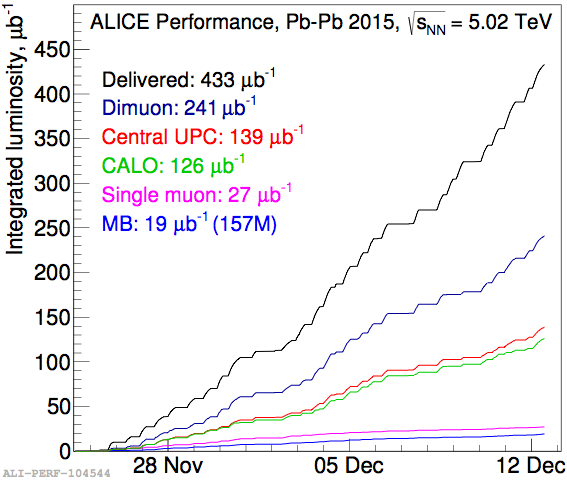 ALICE Performance, Pb-Pb 2015, √sNN = 5.02 TeV
Integrated luminosity, μb-1
Delivered: 433 μb-1
Dimuon: 241 μb-1
Central UPC: 139 μb-1
CALO: 126 μb-1
Single muon: 27 μb-1
MB: 19 μb-1 (157M)
450
400
350
300
250
200
150
100
50
0
28 Nov
05 Dec
12 Dec
ALI-PERF-104544